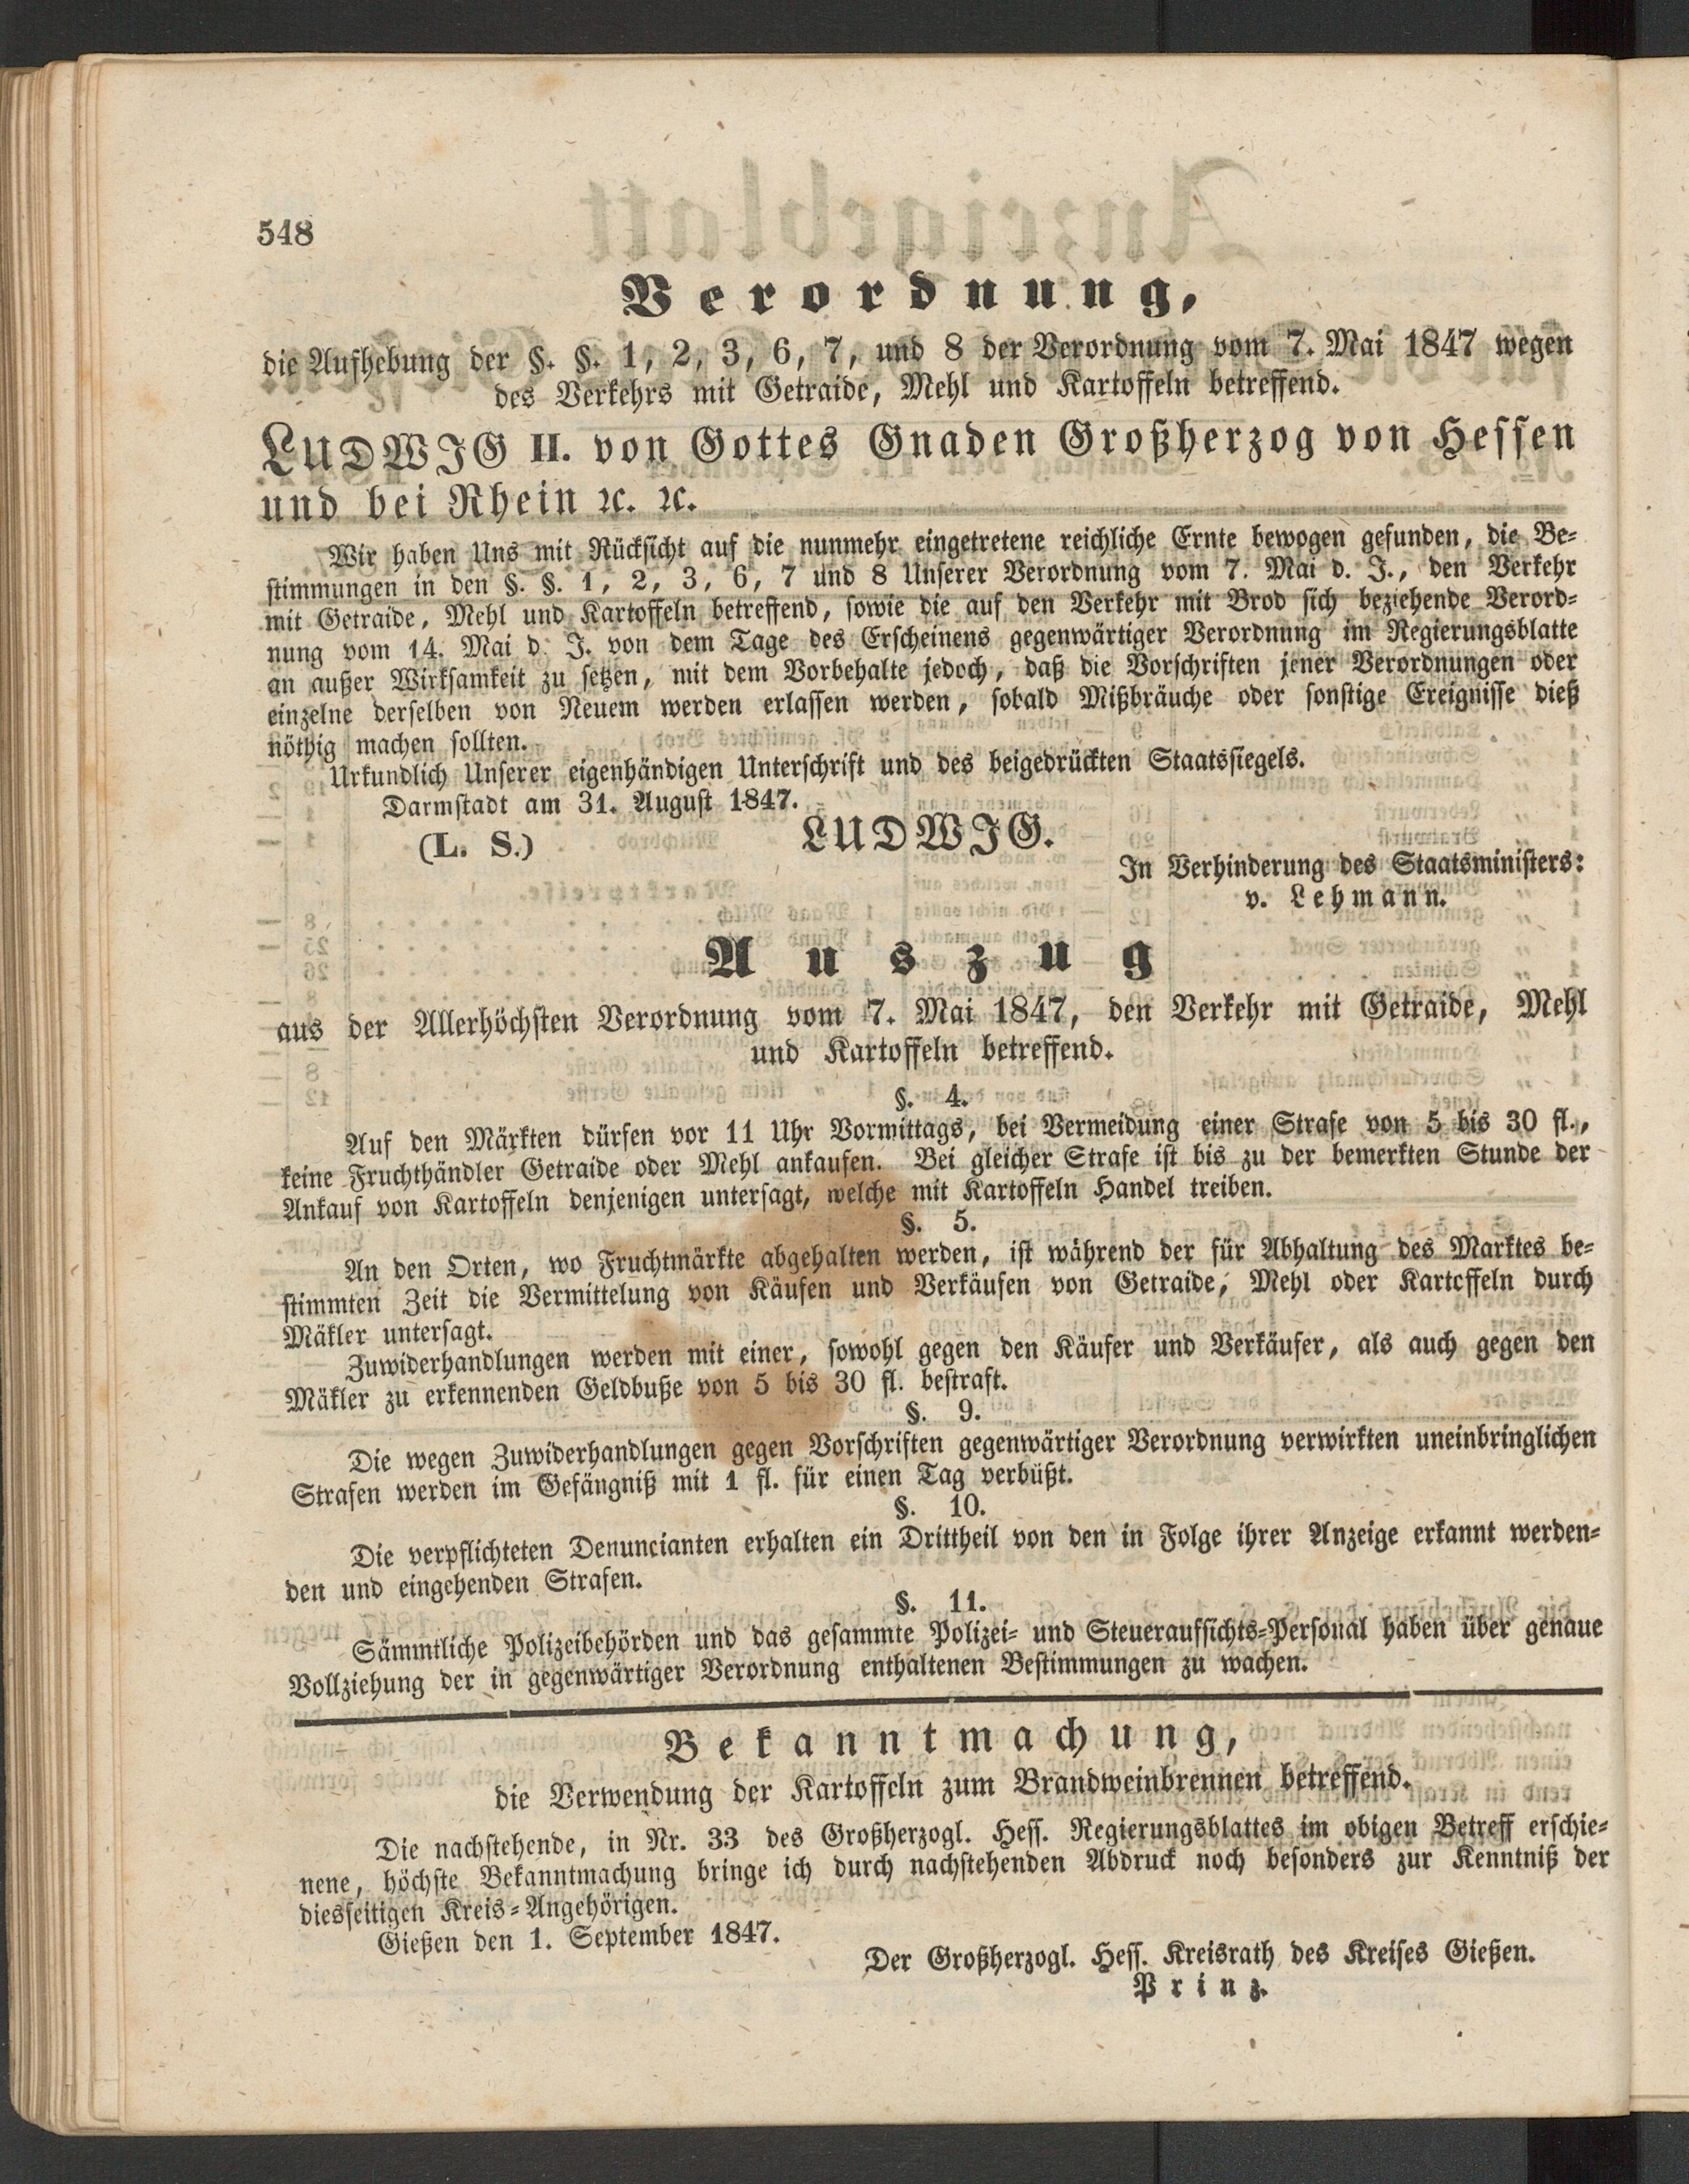 548
Verordnung,
die Aufhebung der §. §. 1, 2, 3, 6, 7, und 8 der Verordnung vom 7. Mai 1847 wegen
des Verkehrs mit Getraide, Mehl und Kartoffeln betreffend.
LUDWIG II. von Gottes Gnaden Großherzog von Hessen
und bei Rhein ꝛc. ꝛc.
Wir haben Uns mit Rücksicht auf die nunmehr eingetretene reichliche Ernte bewogen gefunden, die Be-
stimmungen in den §. §. 1, 2, 3, 6, 7 und 8 Unserer Verordnung vom 7. Mai d. J., den Verkehr
mit Getraide, Mehl und Kartoffeln betreffend, sowie die auf den Verkehr mit Brod sich beziehende Verord-
nung vom 14. Mai d. J. von dem Tage des Erscheinens gegenwärtiger Verordnung im Regierungsblatte
an außer Wirksamkeit zu setzen, mit dem Vorbehalte jedoch, daß die Vorschriften jener Verordnungen oder
einzelne derselben von Neuem werden erlassen werden, sobald Mißbräuche oder sonstige Ereignisse dieß
nöthig machen sollten.
Urkundlich Unserer eigenhändigen Unterschrift und des beigedrückten Staatssiegels.
Darmstadt am 31. August 1847.
(L. S.) LUDWIG.
In Verhinderung des Staatsministers:
v. Lehmann.
Auszug
aus der Allerhöchsten Verordnung vom 7. Mai 1847, den Verkehr mit Getraide, Mehl
und Kartoffeln betreffend.
§. 4.
Auf den Märkten dürfen vor 11 Uhr Vormittags, bei Vermeidung einer Strafe von 5 bis 30 fl.,
keine Fruchthändler Getraide oder Mehl ankaufen. Bei gleicher Strafe ist bis zu der bemerkten Stunde der
Ankauf von Kartoffeln denjenigen untersagt, welche mit Kartoffeln Handel treiben.
§. 5.
An den Orten, wo Fruchtmärkte abgehalten werden, ist während der für Abhaltung des Marktes be-
stimmten Zeit die Vermittelung von Käufen und Verkäufen von Getraide, Mehl oder Kartoffeln durch
Mäkler untersagt.
Zuwiderhandlungen werden mit einer, sowohl gegen den Käufer und Verkäufer, als auch gegen den
Mäkler zu erkennenden Geldbuße von 5 bis 30 fl. bestraft.
§. 9.
Die wegen Zuwiderhandlungen gegen Vorschriften gegenwärtiger Verordnung verwirkten uneinbringlichen
Strafen werden im Gefängniß mit 1 fl. für einen Tag verbüßt.
§. 10.
Die verpflichteten Denuncianten erhalten ein Drittheil von den in Folge ihrer Anzeige erkannt werden-
den und eingehenden Strafen.
§. 11.
Sämmtliche Polizeibehörden und das gesammte Polizei- und Steueraufsichts-Personal haben über genaue
Vollziehung der in gegenwärtiger Verordnung enthaltenen Bestimmungen zu wachen.
Bekanntmachung,
die Verwendung der Kartoffeln zum Brandweinbrennen betreffend.
Die nachstehende, in Nr. 33 des Großherzogl. Hess. Regierungsblattes im obigen Betreff erschie-
nene, höchste Bekanntmachung bringe ich durch nachstehenden Abdruck noch besonders zur Kenntniß der
diesseitigen Kreis-Angehörigen.
Gießen den 1. September 1847.
Der Großherzogl. Hess. Kreisrath des Kreises Gießen.
Prinz.